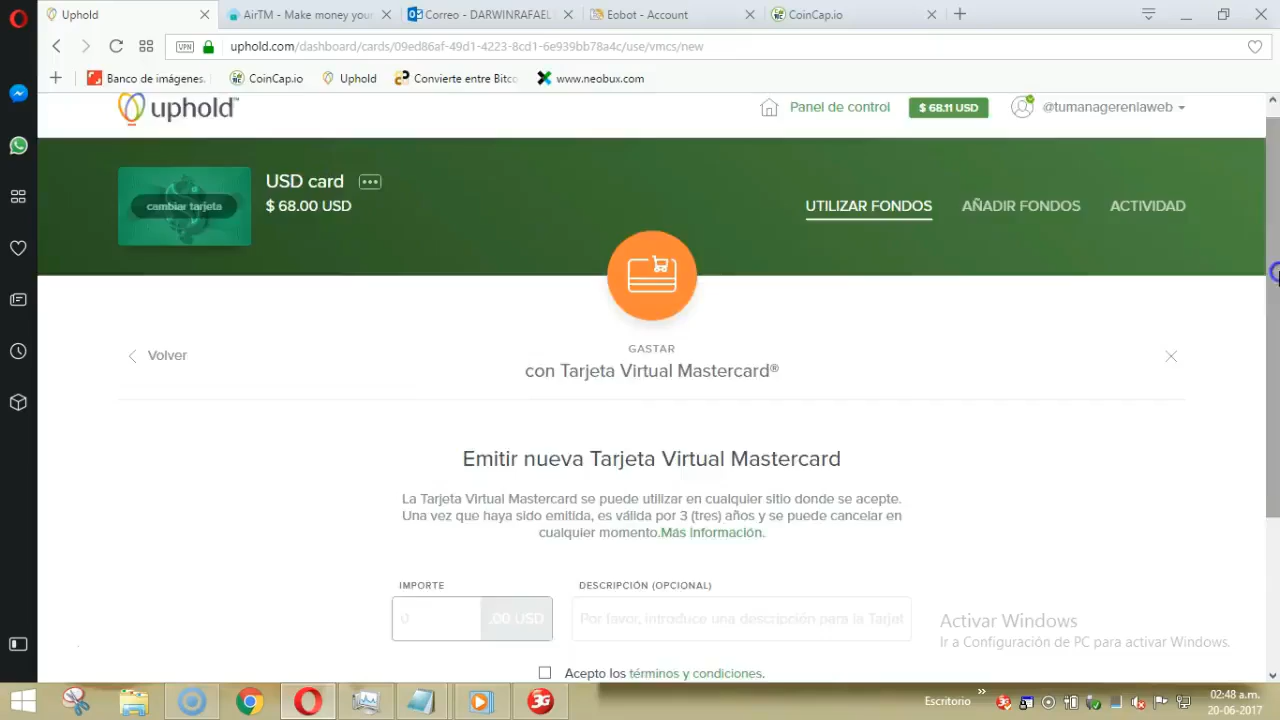 Uphold
AirTM - Make money your
Correo - DARWINRAFAEL
Eobot - Account
CoinCap.io
VPN
uphold.com/dashboard/cards/09ed86af-49d1-4223-8cd1-6e939bb78a4c/use/vmcs/new
Banco de imágenes.
CoinCap.io
Uphold
Convierte entre Bitco
www.neobux.com
uphold™
Panel de control
$ 68.11 USD
@tumanagerenlaweb
cambiar tarjeta
USD card
$ 68.00 USD
UTILIZAR FONDOS
AÑADIR FONDOS
ACTIVIDAD
GASTAR
Volver
con Tarjeta Virtual Mastercard®
Emitir nueva Tarjeta Virtual Mastercard
La Tarjeta Virtual Mastercard se puede utilizar en cualquier sitio donde se acepte.
Una vez que haya sido emitida, es válida por 3 (tres) años y se puede cancelar en
cualquier momento.Más información.
IMPORTE
DESCRIPCIÓN (OPCIONAL)
0
.00 USD
Por favor, introduce una descripción para la Tarjet
Activar Windows
Ir a Configuración de PC para activar Windows.
Acepto los términos y condiciones.
3G
Escritorio
»
02:48 a.m.
20-06-2017